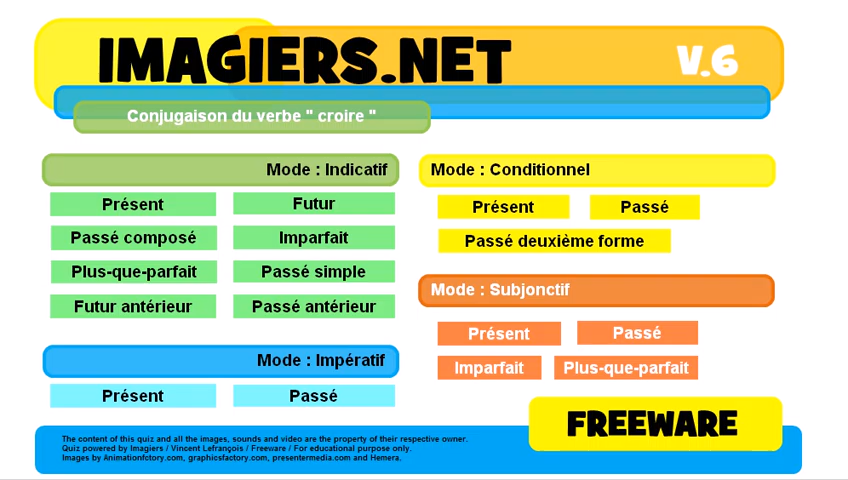 IMAGIERS.NET
V.6
Conjugaison du verbe " croire "
Mode : Indicatif
Présent
Futur
Passé composé
Imparfait
Plus-que-parfait
Passé simple
Futur antérieur
Passé antérieur
Mode : Impératif
Présent
Passé
Mode : Conditionnel
Présent
Passé
Passé deuxième forme
Mode : Subjonctif
Présent
Passé
Imparfait
Plus-que-parfait
FREEWARE
The content of this quiz and all the images, sounds and video are the property of their respective owner.
Quiz powered by Imagiers / Vincent Lefrançois / Freeware / For educational purpose only.
Images by Animationfctory.com, graphicsfactory.com, presentermedia.com and Hemera.